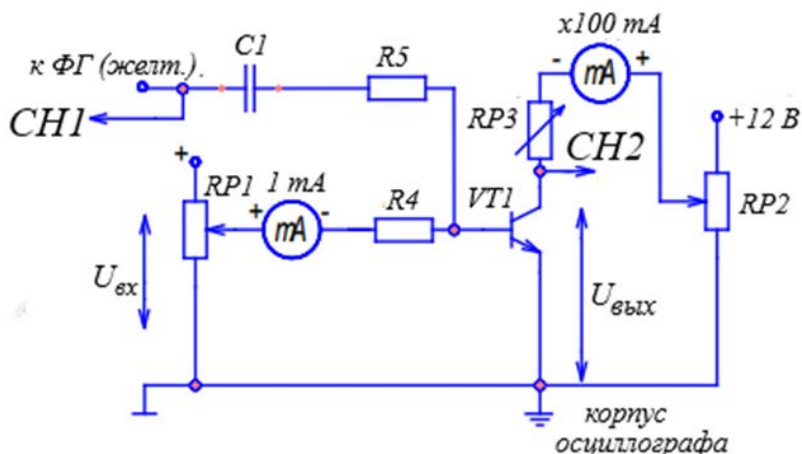 x100 mA
C1
к ФГ (желт.)
R5
- mA +
CH1
RP3
+12 В
CH2
+
RP1
1 mA
VT1
RP2
+ mA -
R4
Uвх
Uвых
корпус
осциллографа